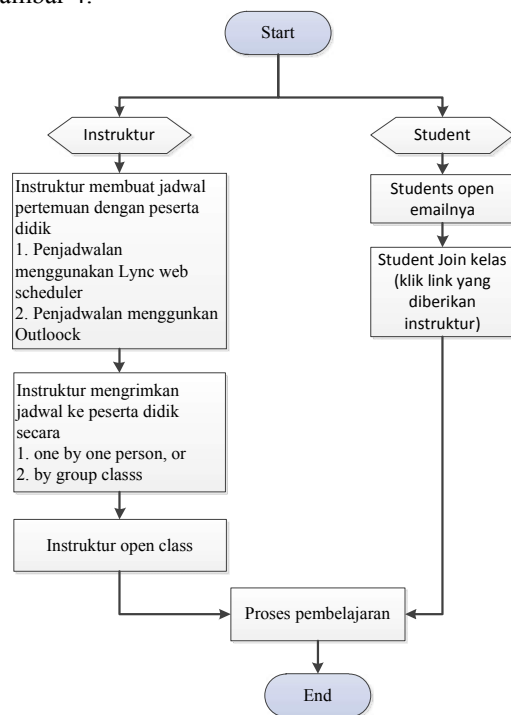 Start
Instruktur
Instruktur membuat jadwal
pertemuan dengan peserta
didik
1. Penjadwalan
menggunakan Lync web
scheduler
2. Penjadwalan menggunkan
Outloock
Instruktur mengrimkan
jadwal ke peserta didik
secara
1. one by one person, or
2. by group classs
Instruktur open class
Student
Students open
emailnya
Student Join kelas
(klik link yang
diberikan
instruktur)
Proses pembelajaran
End